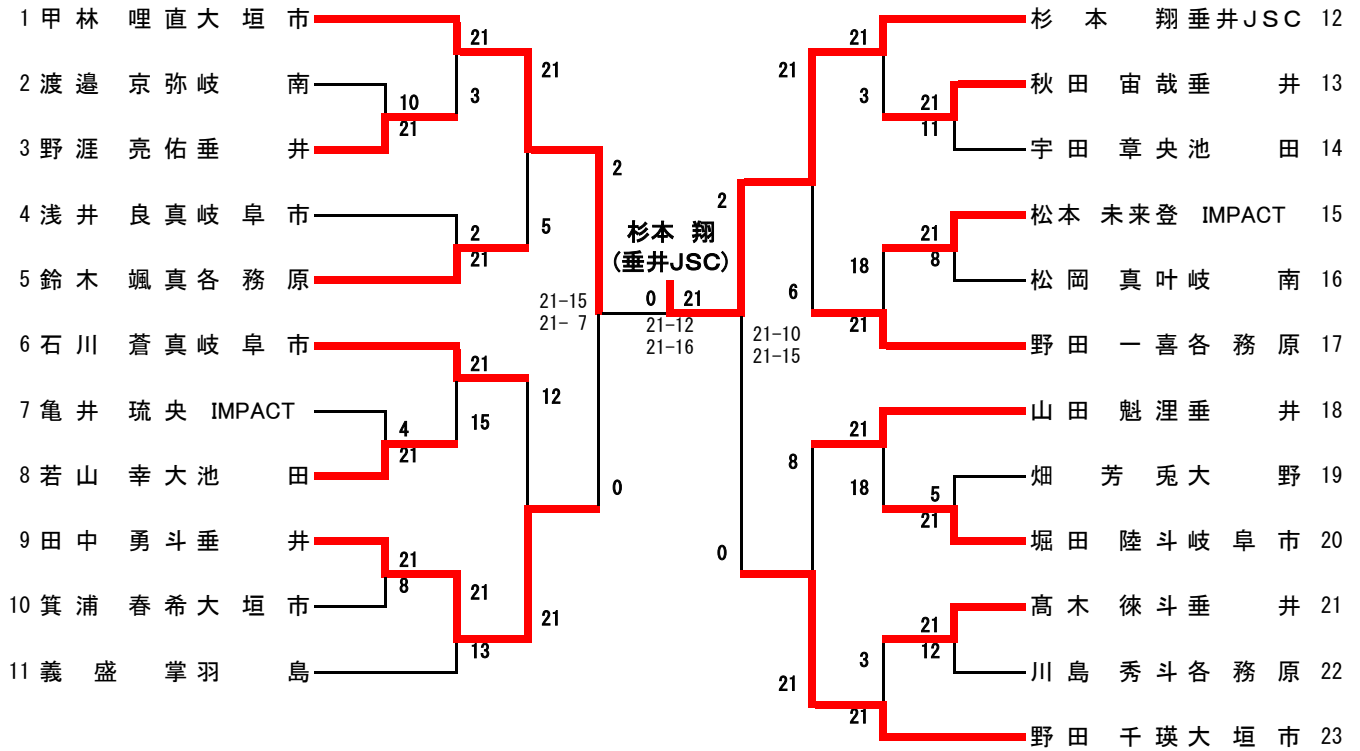 1 甲林 哩直 大垣市
2 渡邉 京弥 岐南
3 野涯 亮佑 垂井
4 浅井 良真 岐阜市
5 鈴木 颯真 各務原
6 石川 蒼真 岐阜市
7 亀井 琉央 IMPACT
8 若山 幸大 池田
9 田中 勇斗 垂井
10 箕浦 春希 大垣市
11 義盛 掌 羽島
21
3
10
21
2
21
21
5
21
15
4
21
12
21
8
21
13
21
2
0
21-15
21- 7
杉本 翔
(垂井JSC)
0 21
21-12
21-16
2
0
21-10
21-15
21
6
8
21
21
3
21
11
18
21
21
8
21
18
5
21
3
21
21
12
杉本 翔 垂井JSC 12
秋田 宙哉 垂井 13
宇田 章央 池田 14
松本 未来登 IMPACT 15
松岡 真叶 岐南 16
野田 一喜 各務原 17
山田 魁浬 垂井 18
畑 芳兎 大野 19
堀田 陸斗 岐阜市 20
髙木 徠斗 垂井 21
川島 秀斗 各務原 22
野田 千瑛 大垣市 23